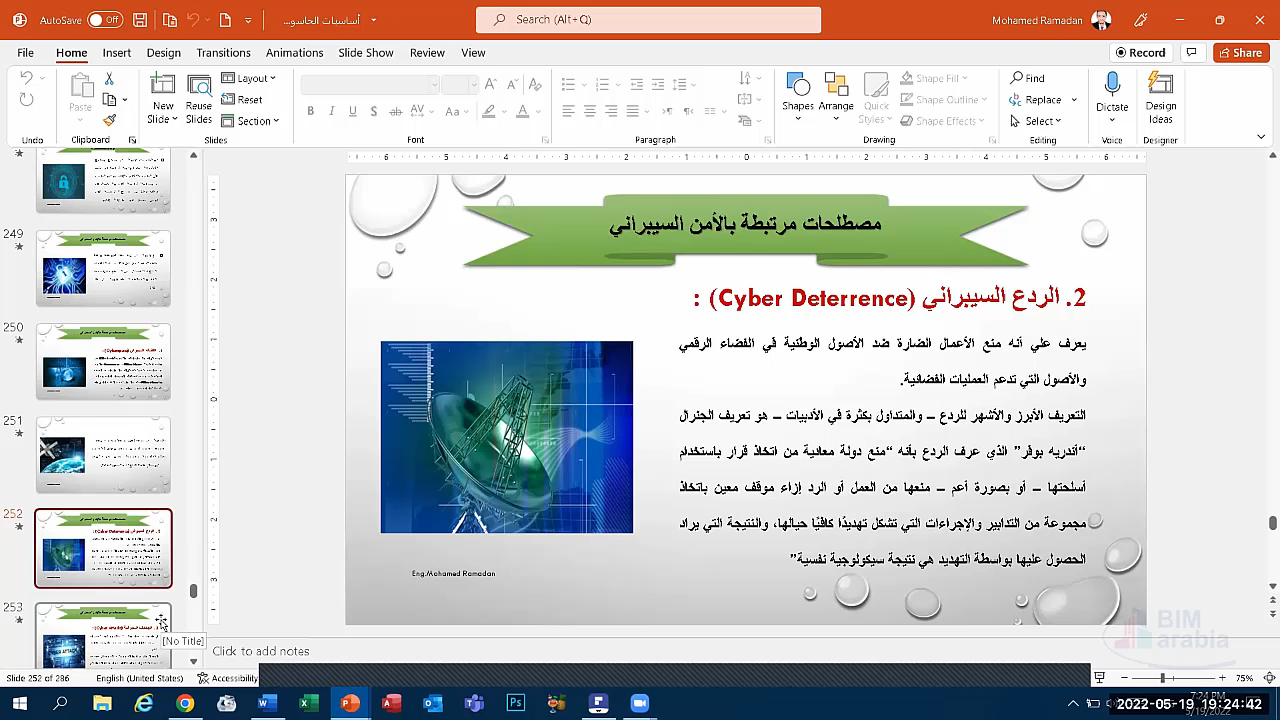 AutoSave Off
أساسيات الحاسو...
Search (Alt+Q)
Mohamed Ramadan
File Home Insert Design Transitions Animations Slide Show Review View
Record
Share
Paste
Clipboard
Undo
New Slide
Reuse Slides
Layout
Reset
Section
Slides
Font
Paragraph
Shapes
Arrange
Quick Styles
Shape Fill
Shape Outline
Shape Effects
Drawing
Find
Replace
Select
Editing
Dictate
Voice
Design Ideas
Designer
249
250
251
252
253
[No Title]
مصطلحات مرتبطة بالأمن السيبراني
2. الردع السيبراني (Cyber Deterrence) :
يعرف علي أنه منع الأعمال الضارة ضد الأصول الوطنية في الفضاء الرقمي
والأصول التي تدعم العمليات الفضائية.
التعريف الأبرز والأشهر للردع – والمتداول بكثرة في الأدبيات – هو تعريف الجنرال
“أندريه بوفر” الذي عرف الردع بأنه “منع دولة معادية من اتخاذ قرار باستخدام
أسلحتها – أو بصورة أعم – منعها من العمل أو الرد إزاء موقف معين باتخاذ
مجموعة من التدابير والإجراءات التي تشكل تهديدًا كافيًا حيالها، والنتيجة التي يراد
الحصول عليها بواسطة التهديد هي نتيجة سيكولوجية نفسية”
Eng.Mohamed Ramadan
BIM
arabia
Click to add notes
Slide 252 of 286
English (United States)
Accessibility
75%
2022-05-19 19:24:42